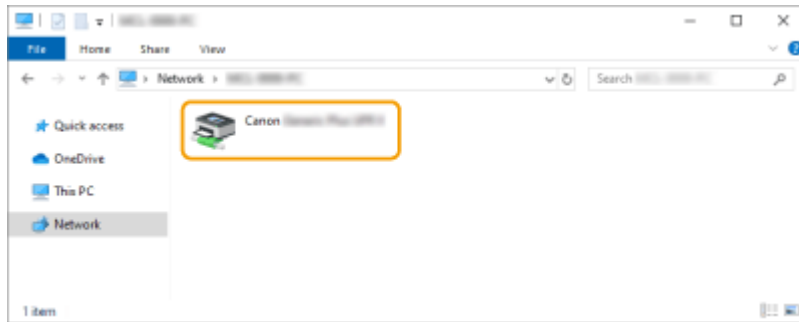 File Home Share View
Network
Search
Quick access
Canon
OneDrive
This PC
Network
1 item